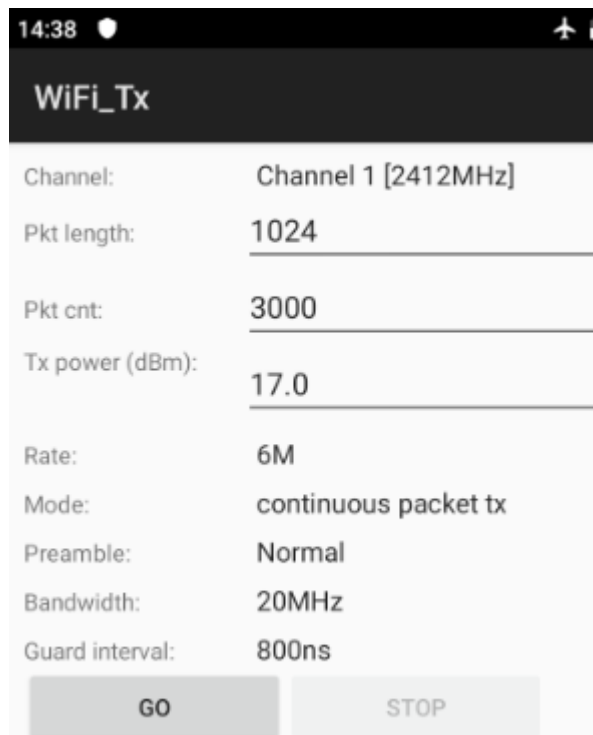 14:38
WiFi_Tx
Channel: Channel 1 [2412MHz]
Pkt length: 1024
Pkt cnt: 3000
Tx power (dBm): 17.0
Rate: 6M
Mode: continuous packet tx
Preamble: Normal
Bandwidth: 20MHz
Guard interval: 800ns
GO STOP